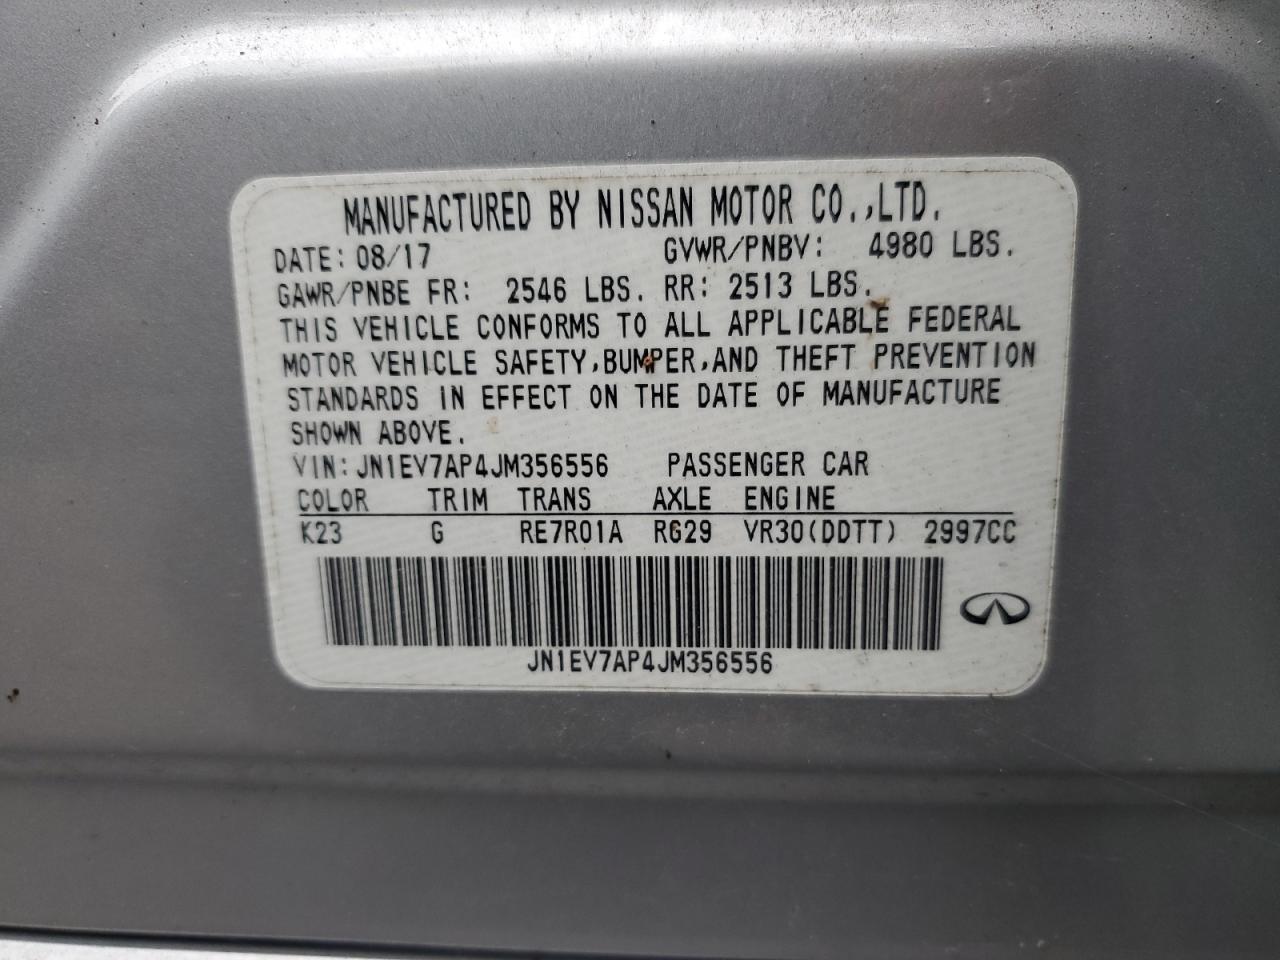 MANUFACTURED BY NISSAN MOTOR CO.,LTD.
DATE: 08/17 GVWR/PNBV: 4980 LBS.
GAWR/PNBE FR: 2546 LBS. RR: 2513 LBS.
THIS VEHICLE CONFORMS TO ALL APPLICABLE FEDERAL
MOTOR VEHICLE SAFETY,BUMPER,AND THEFT PREVENTION
STANDARDS IN EFFECT ON THE DATE OF MANUFACTURE
SHOWN ABOVE.
VIN: JN1EV7AP4JM356556 PASSENGER CAR
COLOR TRIM TRANS AXLE ENGINE
K23 G RE7R01A RG29 VR30(DDTT) 2997CC
JN1EV7AP4JM356556